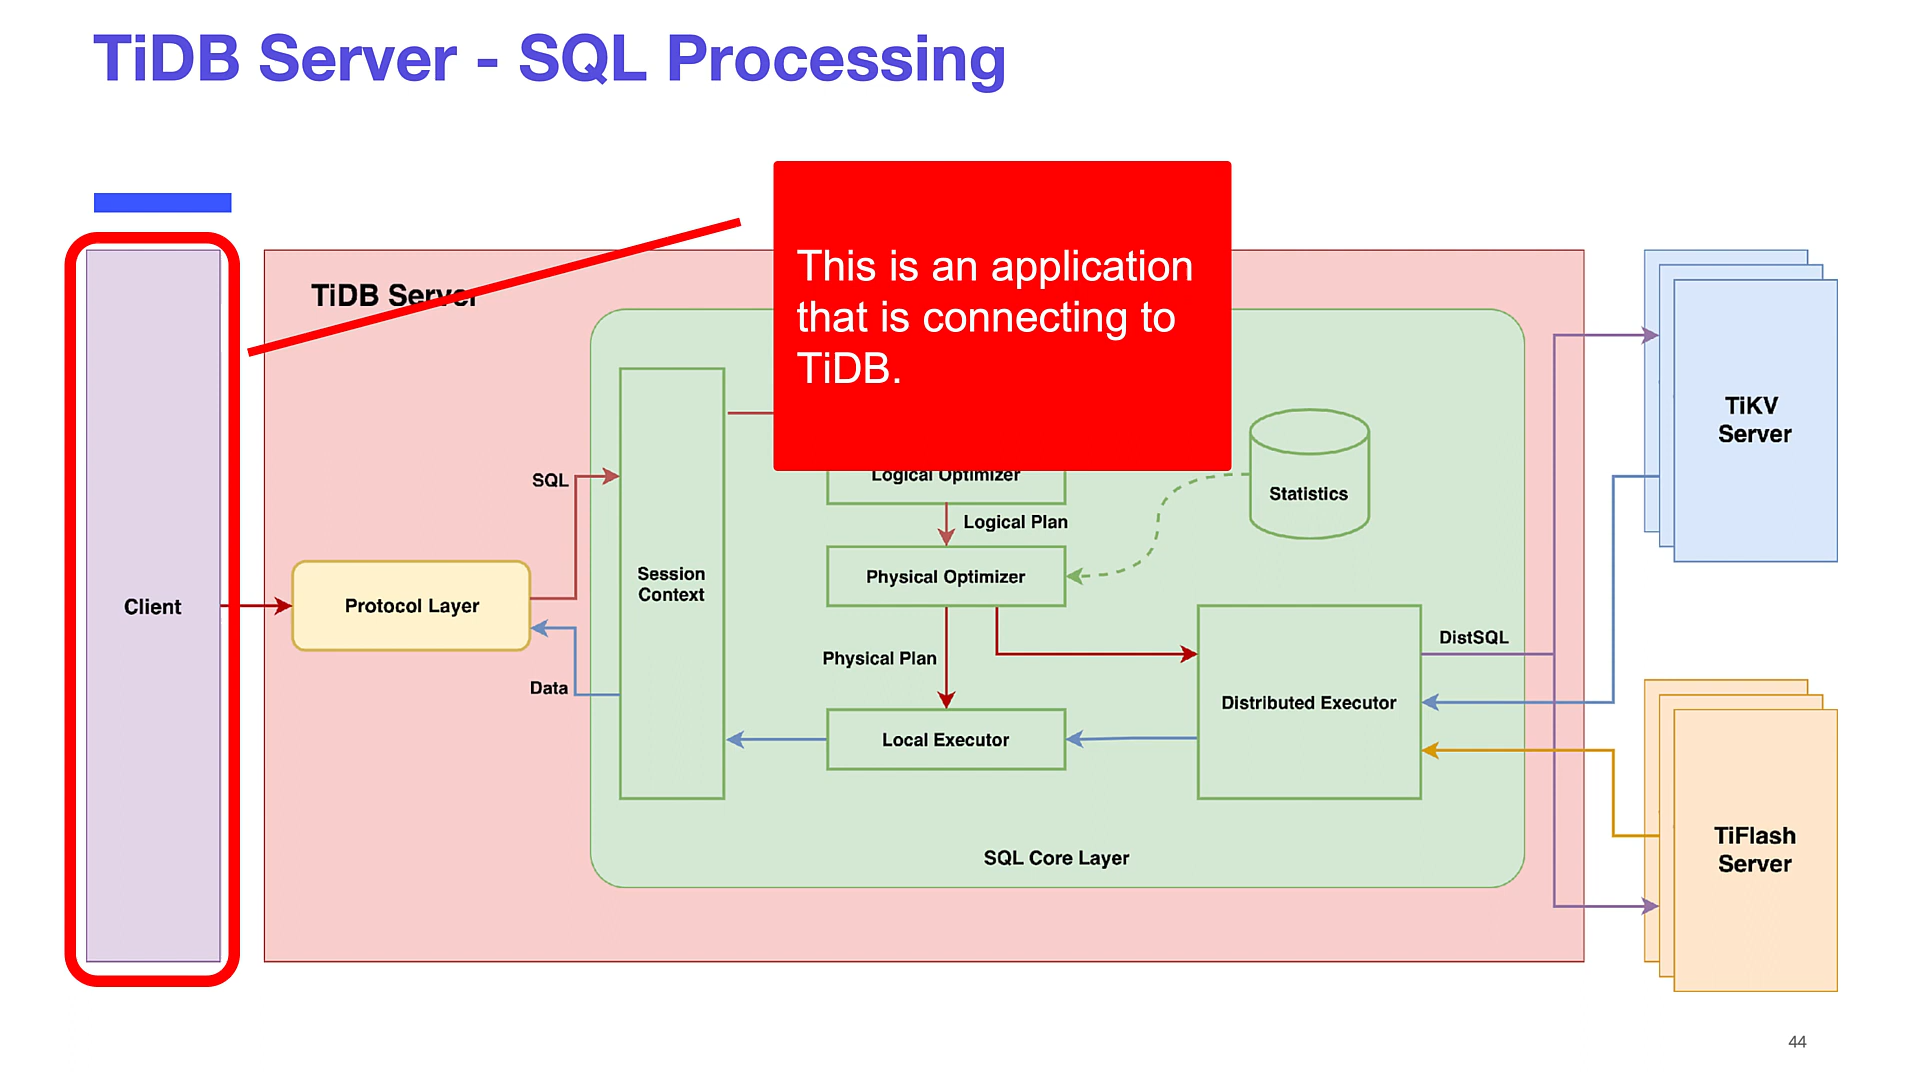 TiDB Server - SQL Processing
This is an application
that is connecting to
TiDB.
TiDB Server
TiKV
Server
Logical Optimizer
SQL
Statistics
Logical Plan
Session
Context
Physical Optimizer
Client
Protocol Layer
DistSQL
Physical Plan
Data
Distributed Executor
Local Executor
TiFlash
Server
SQL Core Layer
44